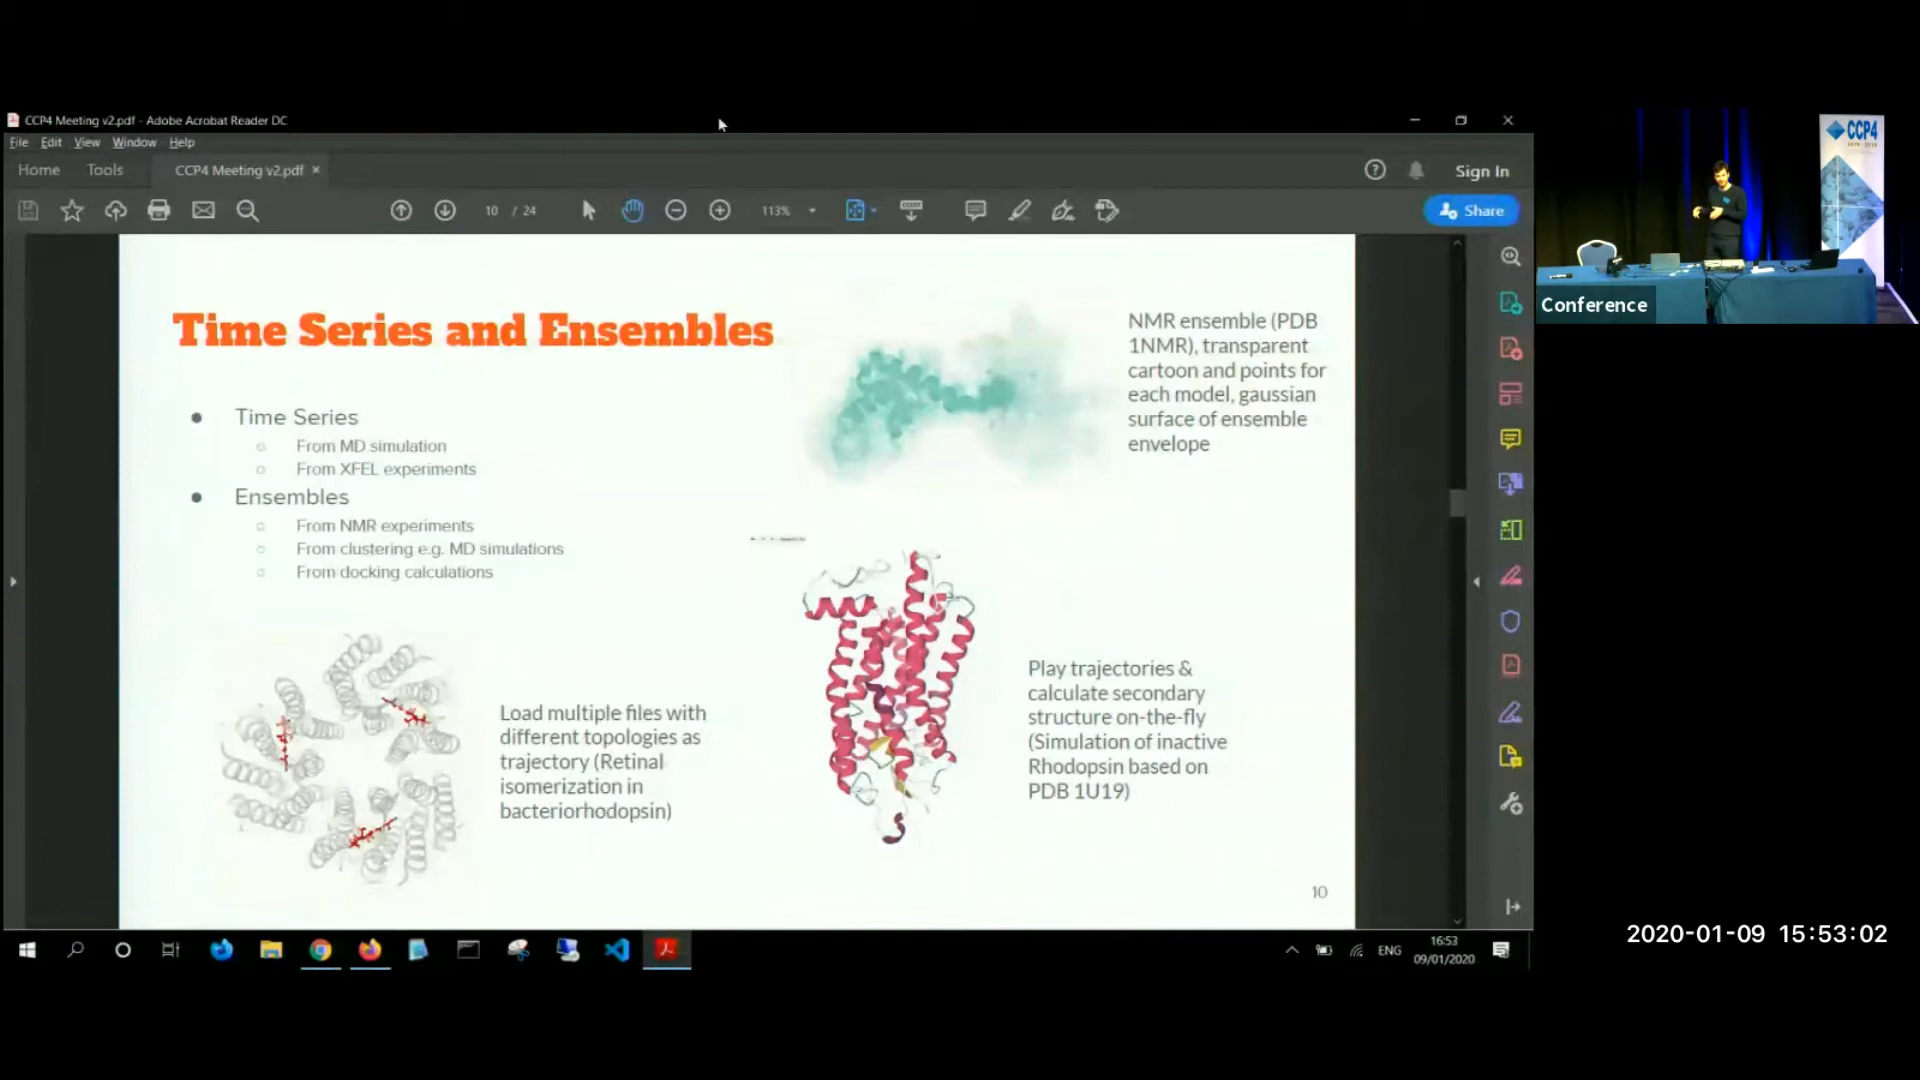 CCP4 Meeting v2.pdf - Adobe Acrobat Reader DC
File Edit View Window Help
Home Tools CCP4 Meeting v2.pdf ×
Sign In
10 / 24
113%
Share
Time Series and Ensembles
Time Series
From MD simulation
From XFEL experiments
Ensembles
From NMR experiments
From clustering e.g. MD simulations
From docking calculations
NMR ensemble (PDB
1NMR), transparent
cartoon and points for
each model, gaussian
surface of ensemble
envelope
Load multiple files with
different topologies as
trajectory (Retinal
isomerization in
bacteriorhodopsin)
Play trajectories &
calculate secondary
structure on-the-fly
(Simulation of inactive
Rhodopsin based on
PDB 1U19)
10
ENG
16:53
09/01/2020
CCP4
Conference
2020-01-09 15:53:02